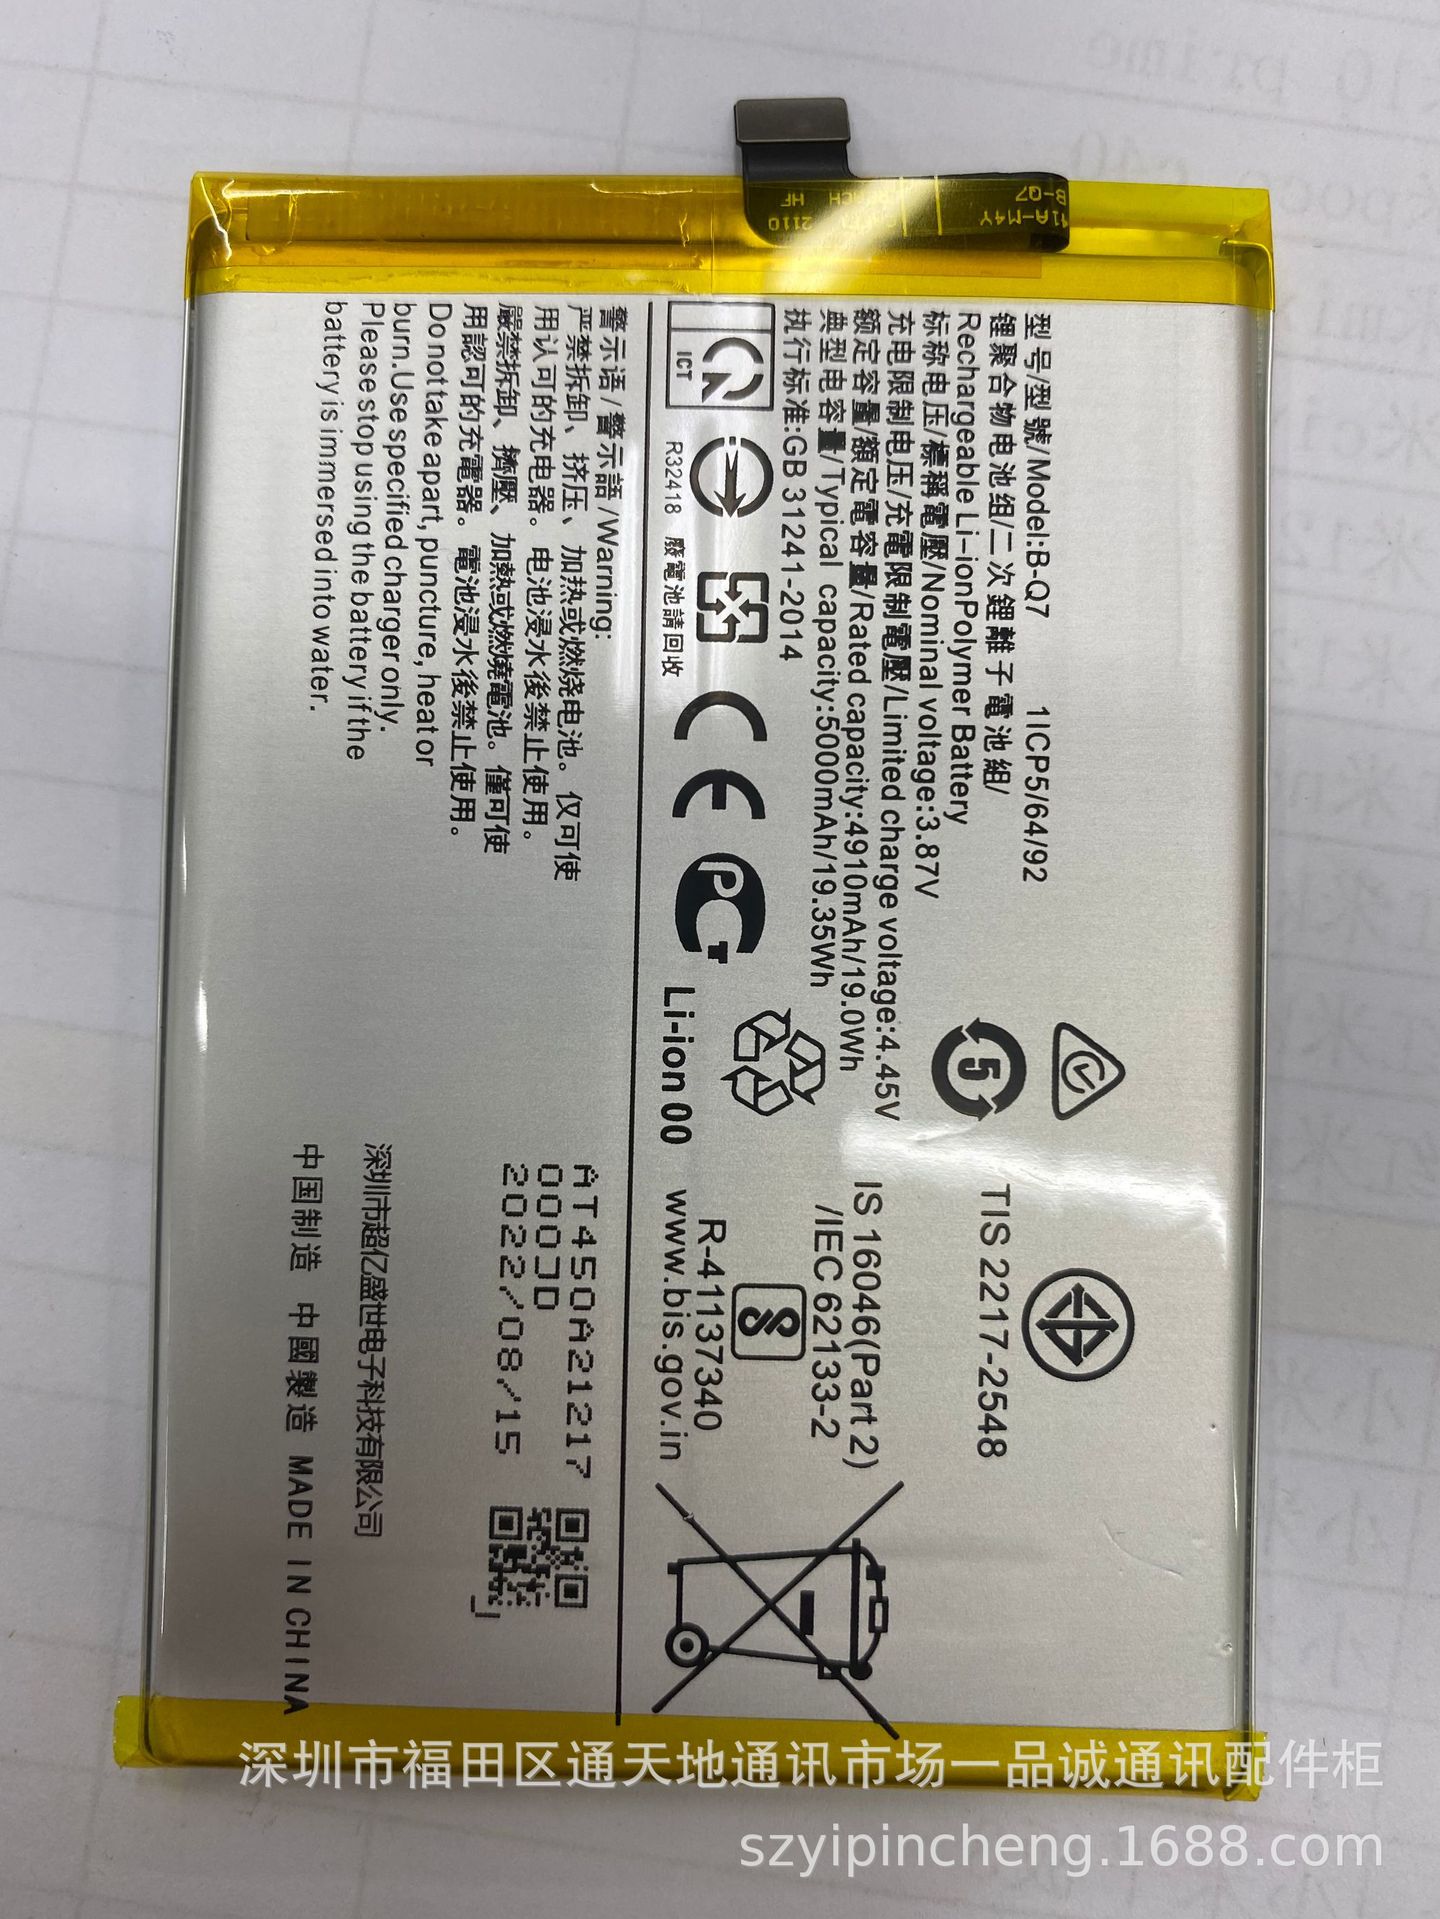 型号/型號/Model:B-Q7 1ICP5/64/92
锂聚合物电池组/二次鋰離子電池組/
Rechargeable Li-ionPolymer Battery
标称电压/標稱電壓/Nominal voltage:3.87V
充电限制电压/充電限制電壓/Limited charge voltage:4.45V
额定容量/額定電容量/Rated capacity:4910mAh/19.0Wh
典型电容量/Typical capacity:5000mAh/19.35Wh
执行标准:GB 31241-2014
ICT
R32418
廢電池請回收
CE
Li-ion 00
5
TIS 2217-2548
IS 16046(Part 2)
/IEC 62133-2
R-41137340
www.bis.gov.in
警示语/警示語/Warning:
严禁拆卸、挤压、加热或燃烧电池。仅可使
用认可的充电器。电池浸水後禁止使用。
嚴禁拆卸、擠壓、加熱或燃燒電池。僅可使
用認可的充電器。電池浸水後禁止使用。
Do not take apart, puncture, heat or
burn.Use specified charger only.
Please stop using the battery if the
battery is immersed into water.
AT450A21217
000JD
2022/08/15
深圳市超亿盛世电子科技有限公司
中国制造 中國製造 MADE IN CHINA
B-Q7
HF
2110
深圳市福田区通天地通讯市场一品诚通讯配件柜
szyipincheng.1688.com